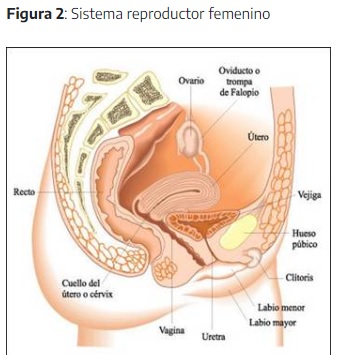 Figura 2: Sistema reproductor femenino
Ovario
Oviducto o
trompa
de Falopio
Útero
Recto
Vejiga
Hueso
púbico
Cuello del
útero o cérvix
Clítoris
Labio menor
Labio mayor
Vagina
Uretra